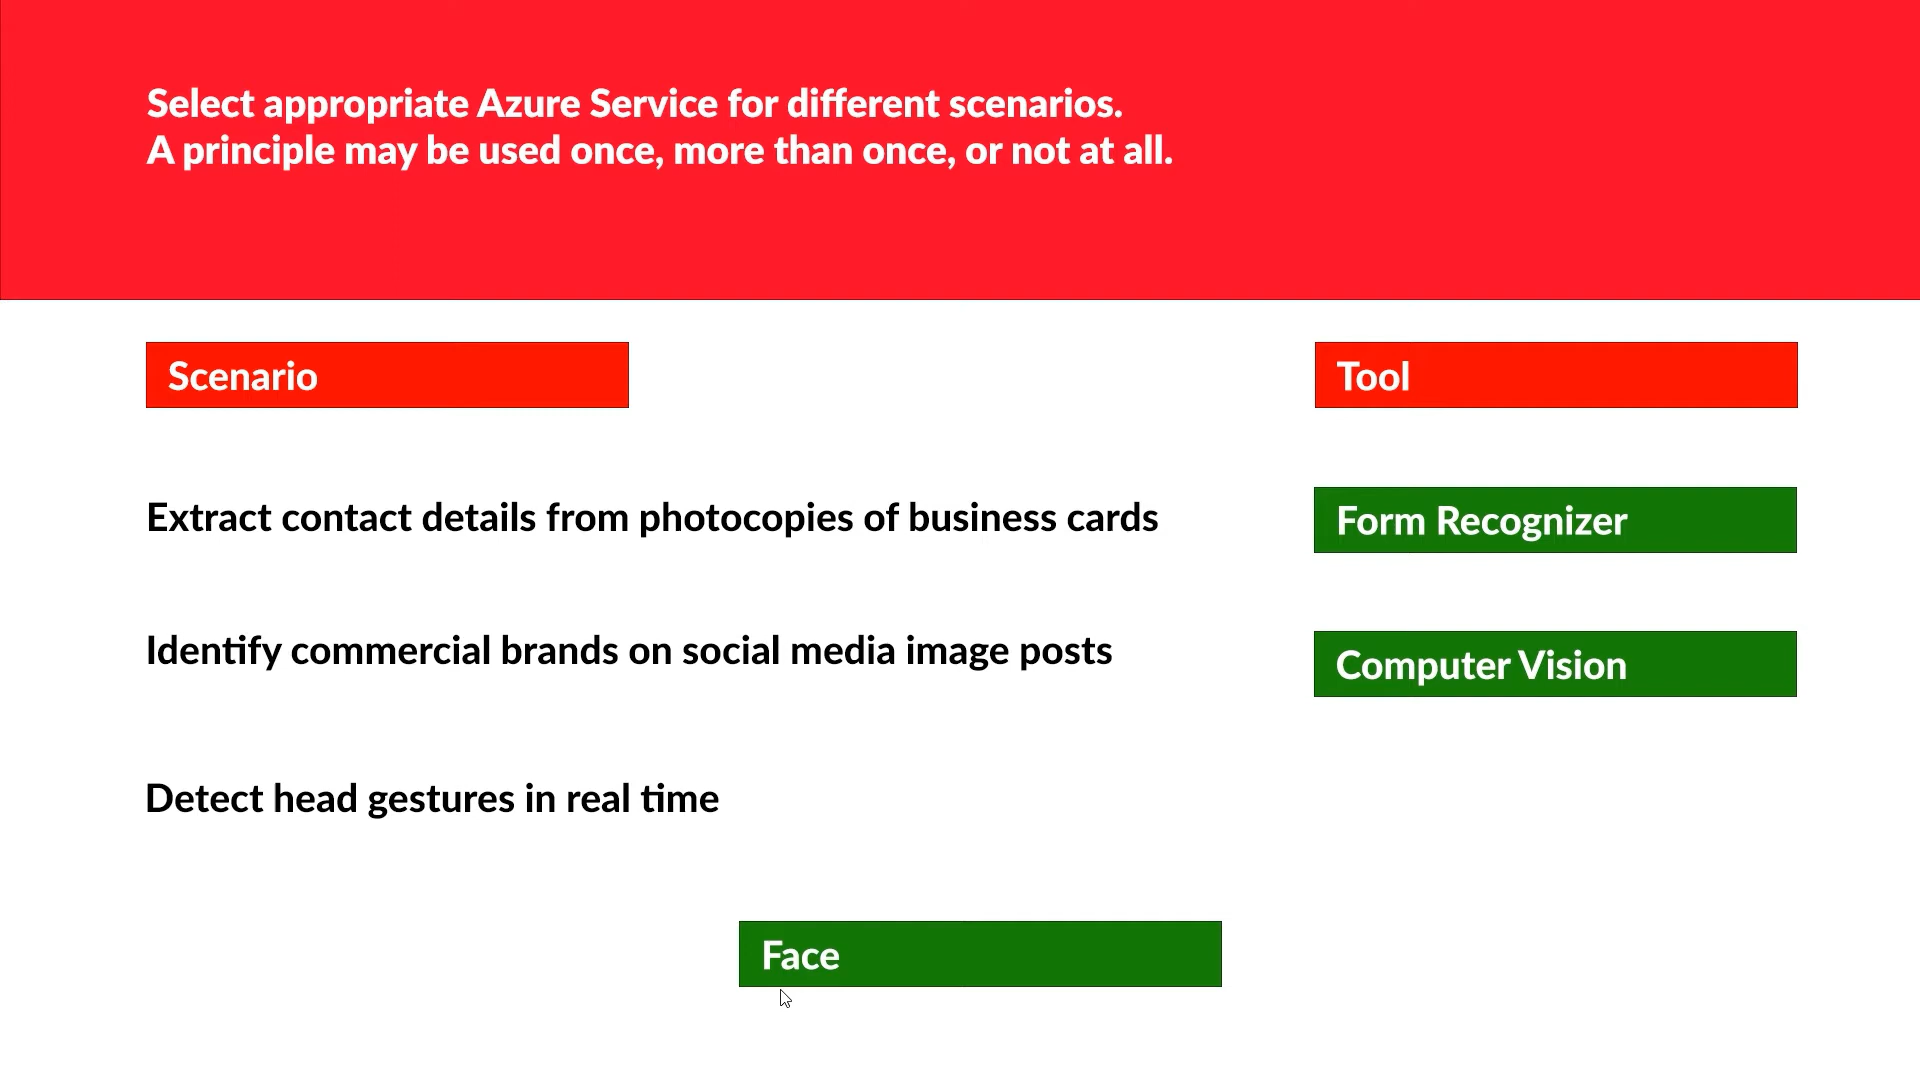 Select appropriate Azure Service for different scenarios.
A principle may be used once, more than once, or not at all.
Scenario
Tool
Extract contact details from photocopies of business cards
Form Recognizer
Identify commercial brands on social media image posts
Computer Vision
Detect head gestures in real time
Face